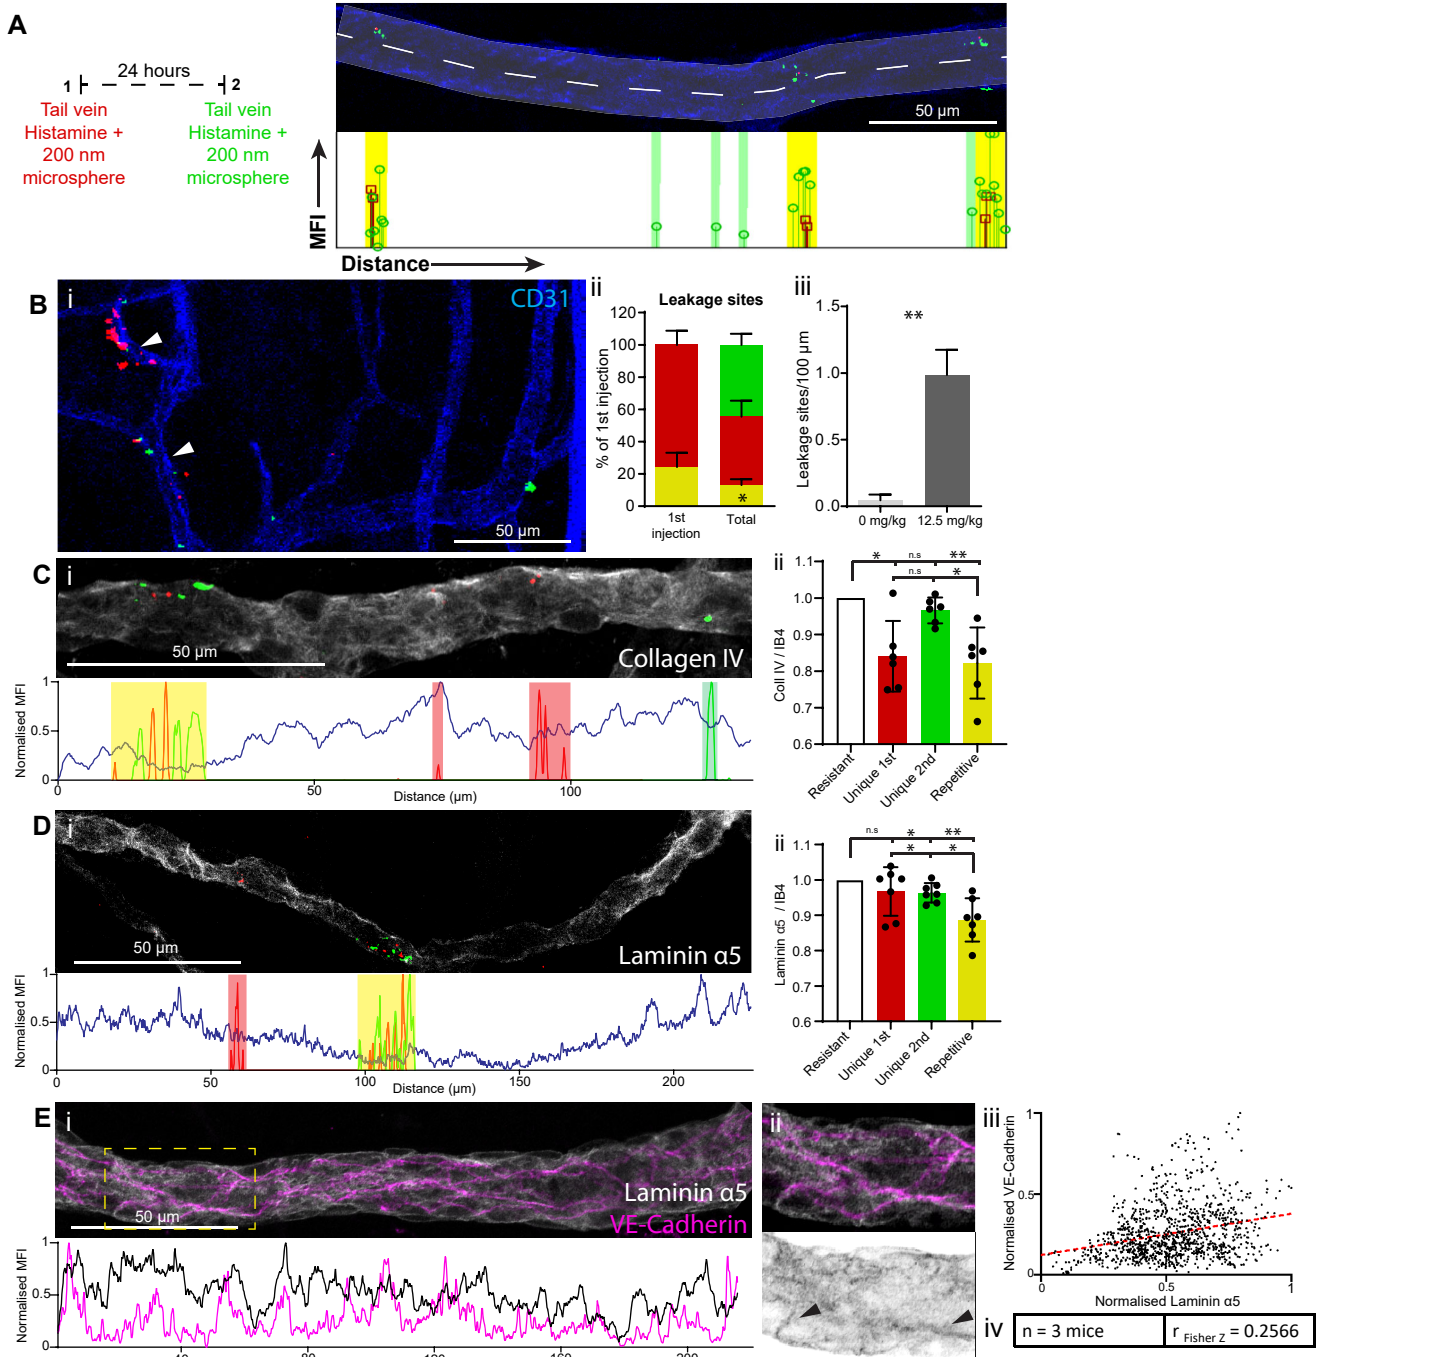 A
24 hours
1
2
Tail vein
Histamine +
200 nm
microsphere
Tail vein
Histamine +
200 nm
microsphere
50 µm
MFI
Distance
B
i
CD31
50 µm
ii
Leakage sites
120
100
80
60
40
20
0
% of 1st injection
*
1st
injection
Total
iii
1.5
1.0
0.5
0.0
Leakage sites/100 µm
**
0 mg/kg
12.5 mg/kg
C
i
50 µm
Collagen IV
Normalised MFI
1
0.5
0
50
100
Distance (µm)
ii
1.1
1.0
0.9
0.8
0.7
0.6
Coll IV / IB4
*
n.s
**
n.s
*
Resistant
Unique 1st
Unique 2nd
Repetitive
D
i
50 µm
Laminin α5
Normalised MFI
1
0.5
0
0
50
100
150
200
Distance (µm)
ii
1.1
1.0
0.9
0.8
0.7
0.6
Laminin α5 / IB4
n.s
*
**
*
*
Resistant
Unique 1st
Unique 2nd
Repetitive
E
i
50 µm
Laminin α5
VE-Cadherin
Normalised MFI
1
0.5
0
ii
iii
Normalised VE-Cadherin
1
0.5
0
0
0.5
1
Normalised Laminin α5
iv
n = 3 mice
r Fisher Z = 0.2566